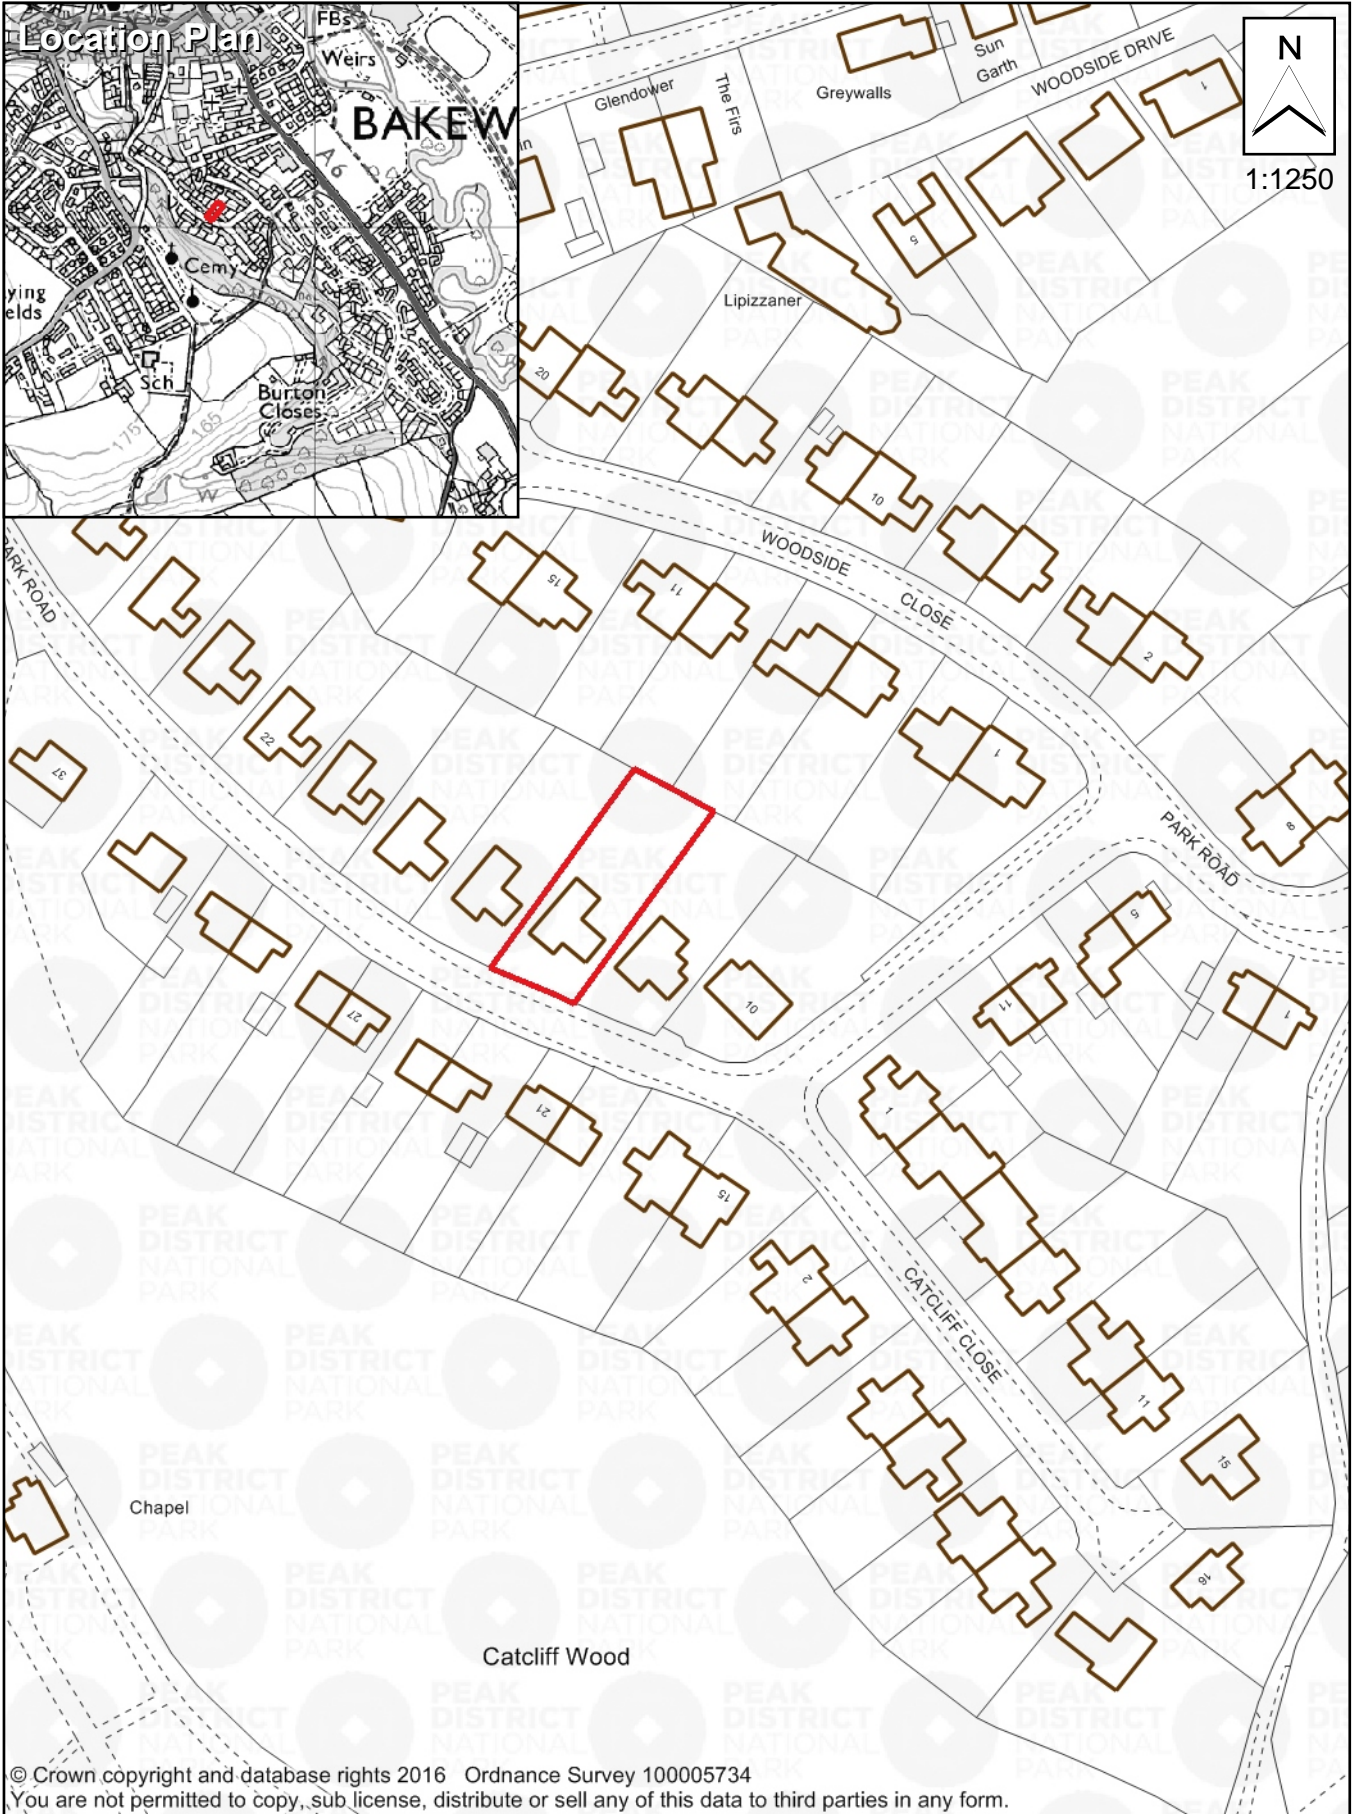 Location Plan
FBs
Weirs
BAKEW
A 6
Cemy
ying
elds
Sch
Burton
Closes
175
165
W
N
1:1250
Glendower
The Firs
Greywalls
Sun
Garth
WOODSIDE DRIVE
1
in
5
Lipizzaner
20
10
WOODSIDE
CLOSE
15
11
2
1
ARK ROAD
22
37
8
PARK ROAD
5
11
1
10
27
21
15
1
2
CATCLIFF CLOSE
11
15
16
Chapel
Catcliff Wood
PEAK
DISTRICT
NATIONAL
PARK
© Crown copyright and database rights 2016 Ordnance Survey 100005734
You are not permitted to copy, sub license, distribute or sell any of this data to third parties in any form.